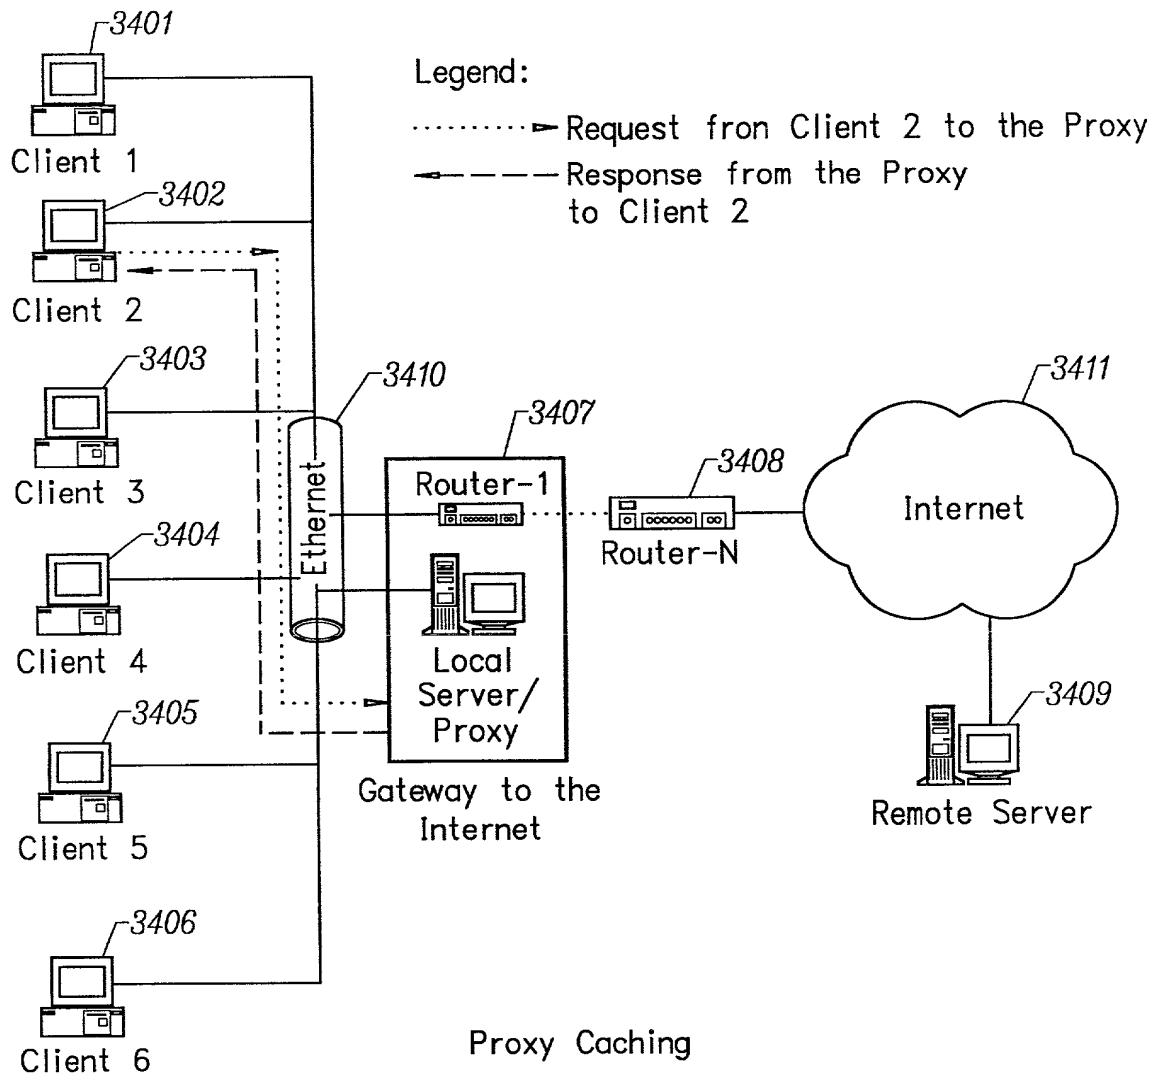 3401
Client 1
Legend:
Request fron Client 2 to the Proxy
Response from the Proxy
to Client 2
3402
Client 2
3403
Client 3
3410
3407
3408
3411
Ethernet
Router-1
Router-N
Internet
3404
Client 4
Local
Server/
Proxy
3405
Client 5
Gateway to the
Internet
3409
Remote Server
3406
Client 6
Proxy Caching